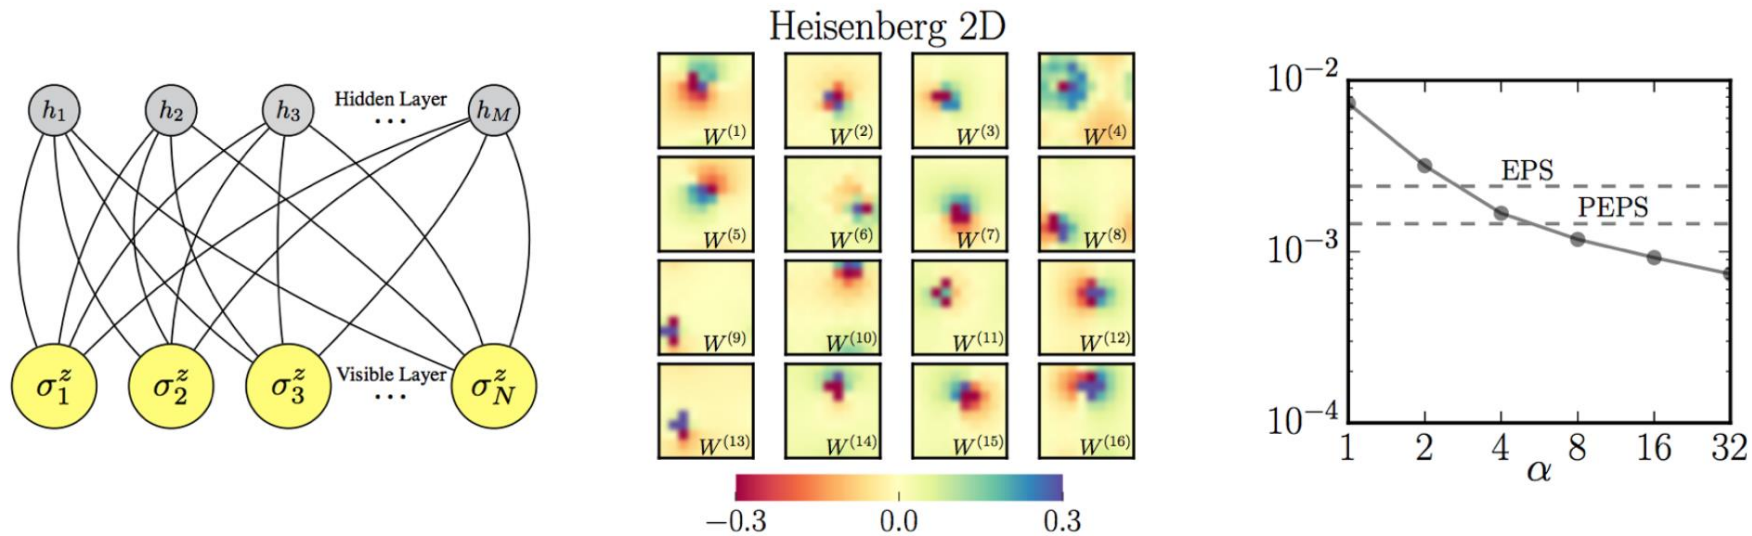 h₁ h₂ h₃ Hidden Layer ... h_M
σ₁ᶻ σ₂ᶻ σ₃ᶻ Visible Layer ... σ_Nᶻ
Heisenberg 2D
W⁽¹⁾ W⁽²⁾ W⁽³⁾ W⁽⁴⁾
W⁽⁵⁾ W⁽⁶⁾ W⁽⁷⁾ W⁽⁸⁾
W⁽⁹⁾ W⁽¹⁰⁾ W⁽¹¹⁾ W⁽¹²⁾
W⁽¹³⁾ W⁽¹⁴⁾ W⁽¹⁵⁾ W⁽¹⁶⁾
−0.3 0.0 0.3
10⁻²
EPS
PEPS
10⁻³
10⁻⁴
1 2 4 8 16 32
α